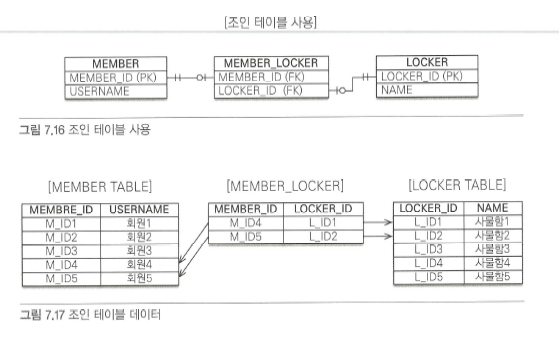 [조인 테이블 사용]
MEMBER
MEMBER_ID (PK)
USERNAME
MEMBER_LOCKER
MEMBER_ID (FK)
LOCKER_ID (FK)
LOCKER
LOCKER_ID (PK)
NAME
그림 7.16 조인 테이블 사용
[MEMBER TABLE]
MEMBRE_ID USERNAME
M_ID1 회원1
M_ID2 회원2
M_ID3 회원3
M_ID4 회원4
M_ID5 회원5
[MEMBER_LOCKER]
MEMBER_ID LOCKER_ID
M_ID4 L_ID1
M_ID5 L_ID2
[LOCKER TABLE]
LOCKER_ID NAME
L_ID1 사물함1
L_ID2 사물함2
L_ID3 사물함3
L_ID4 사물함4
L_ID5 사물함5
그림 7.17 조인 테이블 데이터